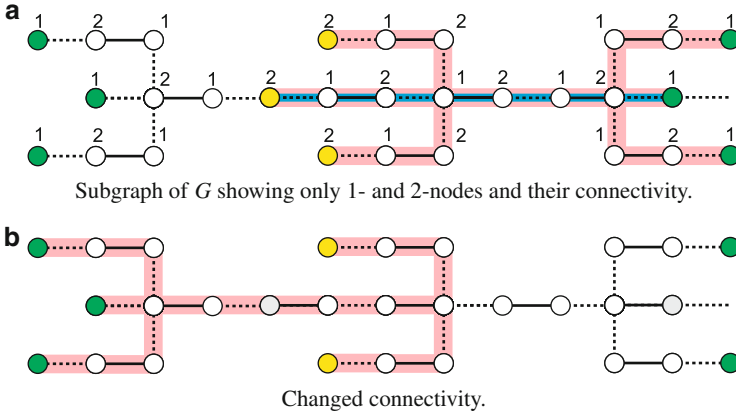 a
1 2 1 2 1 2 1 2 1
1 2 1 2 1 2 1 2 1 2 1
1 2 1 2 1 2 1 2 1
Subgraph of G showing only 1- and 2-nodes and their connectivity.
b
Changed connectivity.